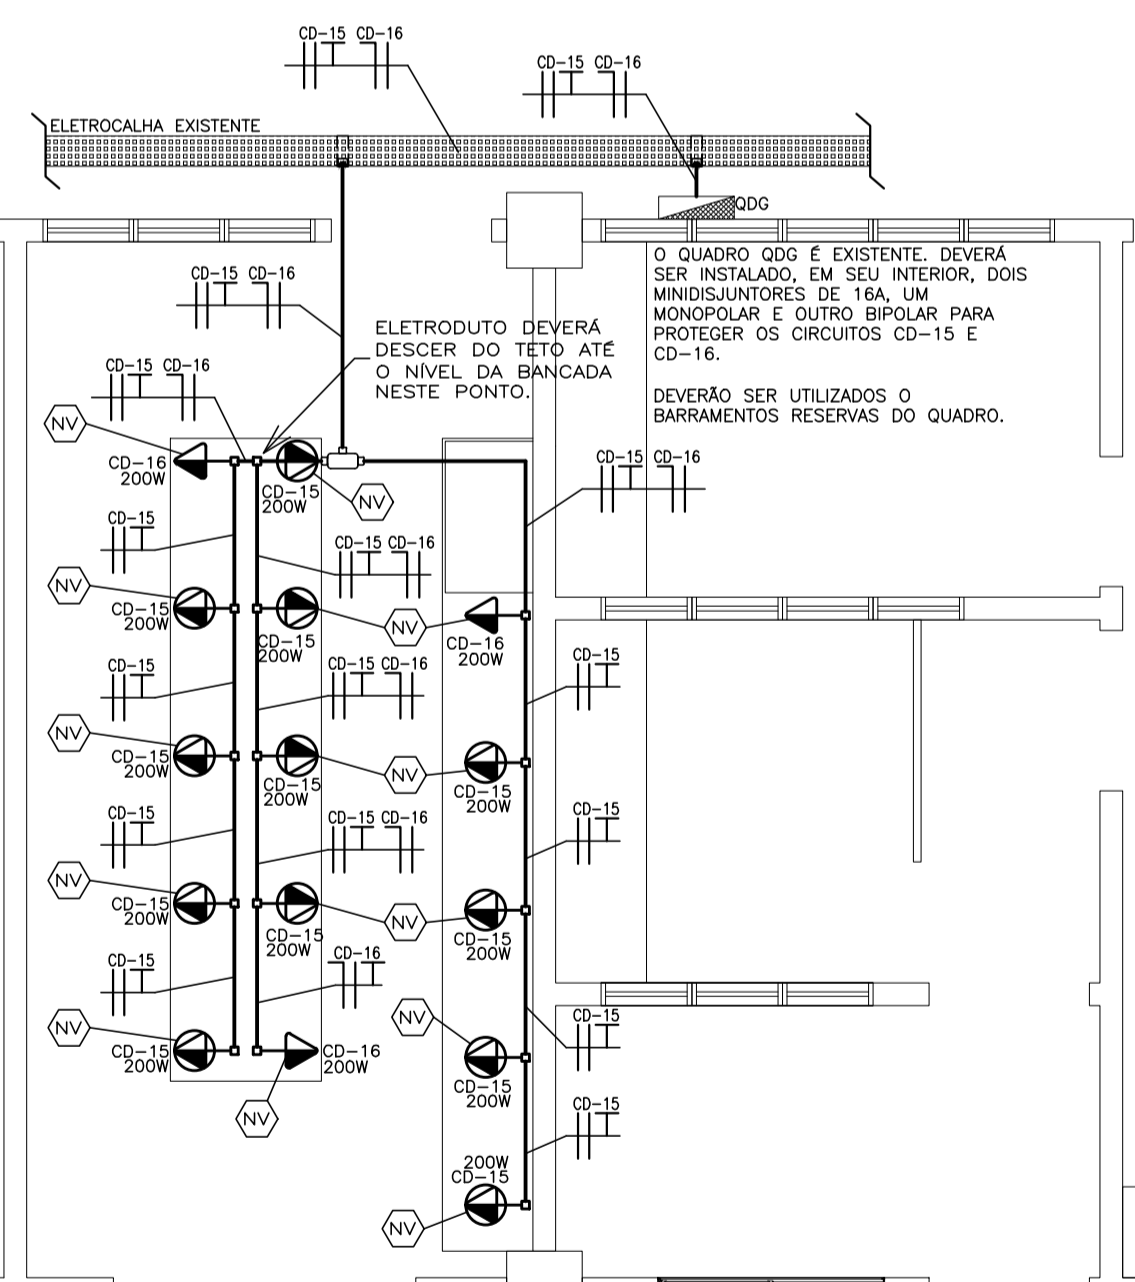 CD-15 CD-16
CD-15 CD-16
ELETROCALHA EXISTENTE
QDG
O QUADRO QDG É EXISTENTE. DEVERÁ
SER INSTALADO, EM SEU INTERIOR, DOIS
MINIDISJUNTORES DE 16A, UM
MONOPOLAR E OUTRO BIPOLAR PARA
PROTEGER OS CIRCUITOS CD-15 E
CD-16.
DEVERÃO SER UTILIZADOS O
BARRAMENTOS RESERVAS DO QUADRO.
CD-15 CD-16
ELETRODUTO DEVERÁ
DESCER DO TETO ATÉ
O NÍVEL DA BANCADA
NESTE PONTO.
CD-15 CD-16
NV
CD-16
200W
CD-15
200W
NV
CD-15 CD-16
CD-15
CD-15 CD-16
NV
CD-15
200W
CD-15
200W
NV
CD-16
200W
CD-15
CD-15 CD-16
CD-15
NV
CD-15
200W
CD-15
200W
NV
CD-15
200W
CD-15
CD-15 CD-16
CD-15
NV
CD-15
200W
CD-15
200W
NV
CD-15
200W
CD-15
CD-16
CD-15
NV
CD-15
200W
CD-16
200W
NV
NV
CD-15
200W
CD-15
200W
CD-15
NV